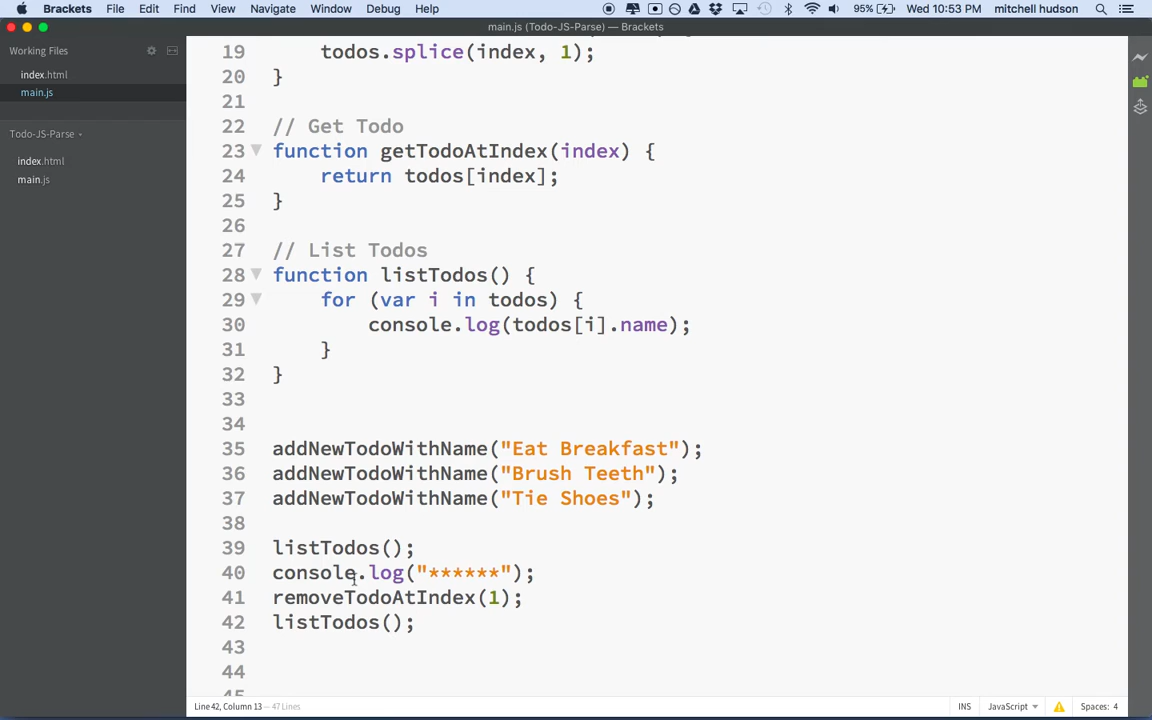 Brackets File Edit Find View Navigate Window Debug Help 95% Wed 10:53 PM mitchell hudson
main.js (Todo-JS-Parse) — Brackets
Working Files
index.html
main.js
Todo-JS-Parse
index.html
main.js
19 todos.splice(index, 1);
20 }
21
22 // Get Todo
23 function getTodoAtIndex(index) {
24 return todos[index];
25 }
26
27 // List Todos
28 function listTodos() {
29 for (var i in todos) {
30 console.log(todos[i].name);
31 }
32 }
33
34
35 addNewTodoWithName("Eat Breakfast");
36 addNewTodoWithName("Brush Teeth");
37 addNewTodoWithName("Tie Shoes");
38
39 listTodos();
40 console.log("******");
41 removeTodoAtIndex(1);
42 listTodos();
43
44
45
Line 42, Column 13 — 47 Lines INS JavaScript Spaces: 4